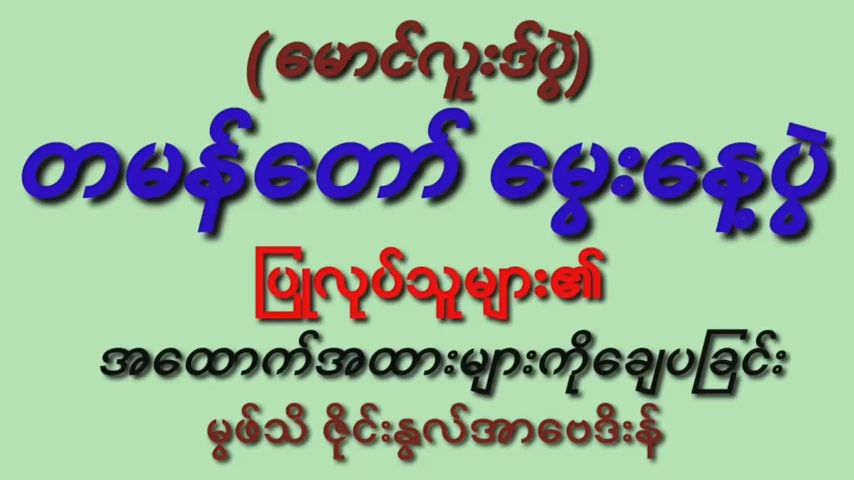 (မောင်လူးဒ်ပွဲ)
တမန်တော် မွေးနေ့ပွဲ
ပြုလုပ်သူများ၏
အထောက်အထားများကိုချေပခြင်း
မွဖ်သိ ဇိုင်းနွလ်အာဗေဒိးန်